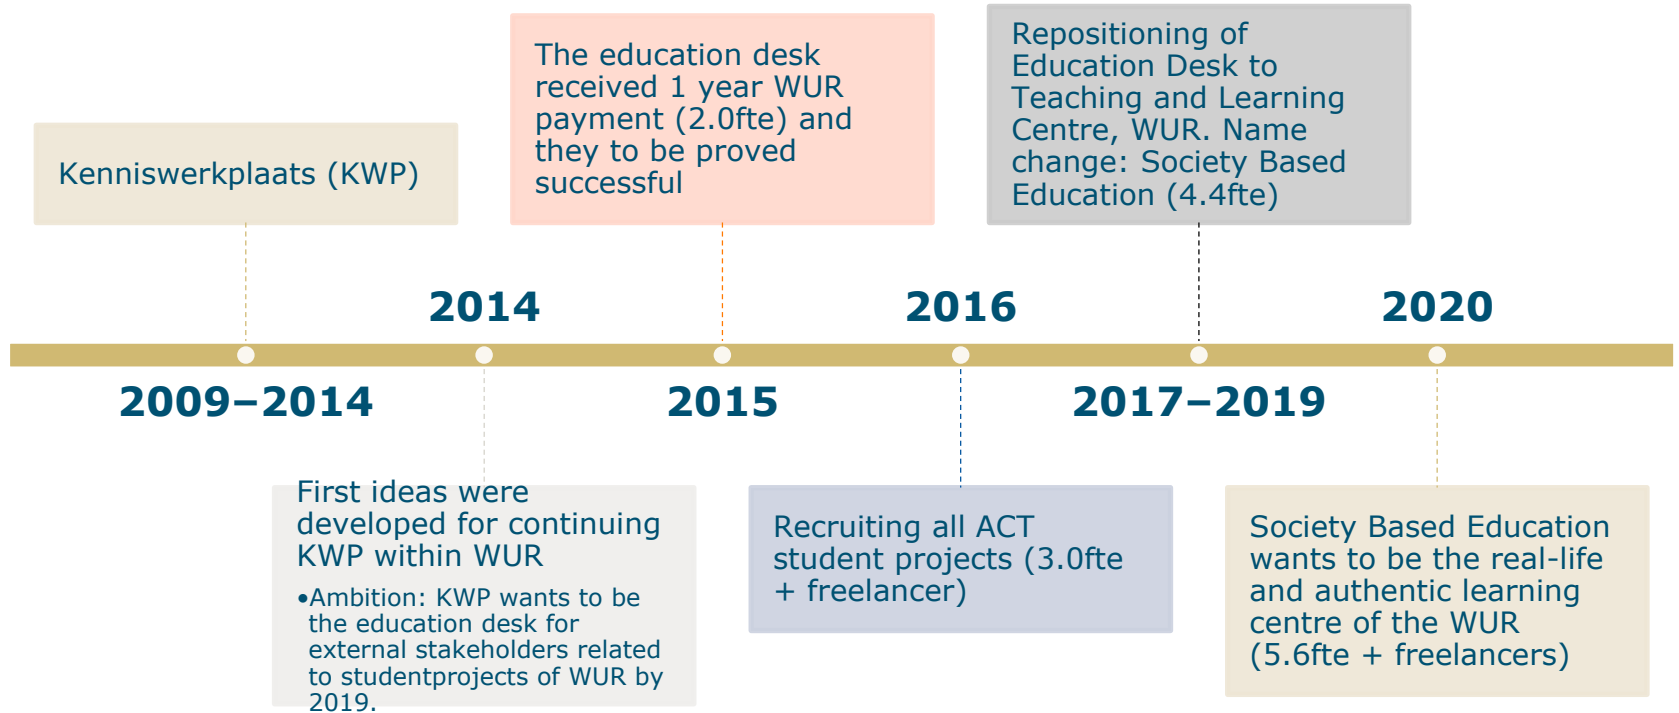 Kenniswerkplaats (KWP)
The education desk
received 1 year WUR
payment (2.0fte) and
they to be proved
successful
Repositioning of
Education Desk to
Teaching and Learning
Centre, WUR. Name
change: Society Based
Education (4.4fte)
2014
2016
2020
2009–2014
2015
2017–2019
First ideas were
developed for continuing
KWP within WUR
•Ambition: KWP wants to be
the education desk for
external stakeholders related
to studentprojects of WUR by
2019.
Recruiting all ACT
student projects (3.0fte
+ freelancer)
Society Based Education
wants to be the real-life
and authentic learning
centre of the WUR
(5.6fte + freelancers)